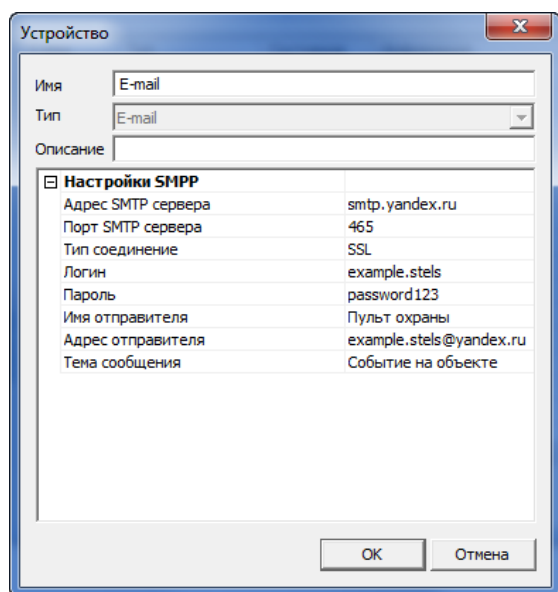 Устройство
Имя E-mail
Тип E-mail
Описание
Настройки SMPP
Адрес SMTP сервера smtp.yandex.ru
Порт SMTP сервера 465
Тип соединение SSL
Логин example.stels
Пароль password123
Имя отправителя Пульт охраны
Адрес отправителя example.stels@yandex.ru
Тема сообщения Событие на объекте
OK Отмена